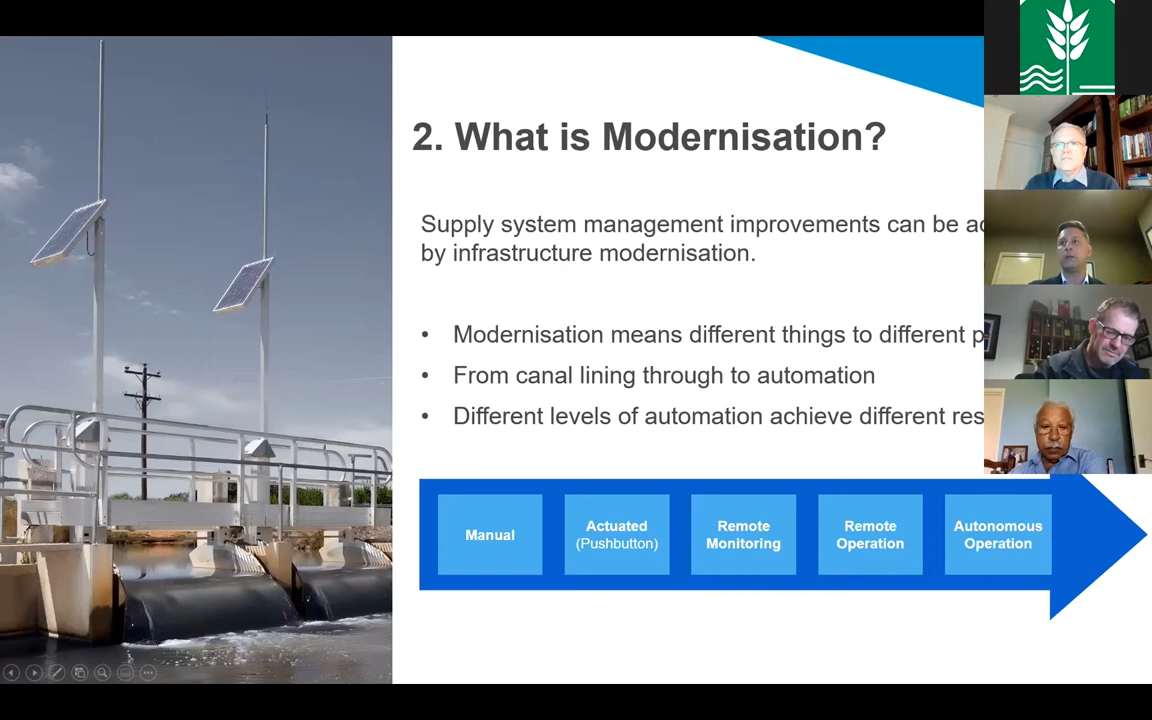 2. What is Modernisation?
Supply system management improvements can be
by infrastructure modernisation.
• Modernisation means different things to different
• From canal lining through to automation
• Different levels of automation achieve different
Manual
Actuated
(Pushbutton)
Remote
Monitoring
Remote
Operation
Autonomous
Operation